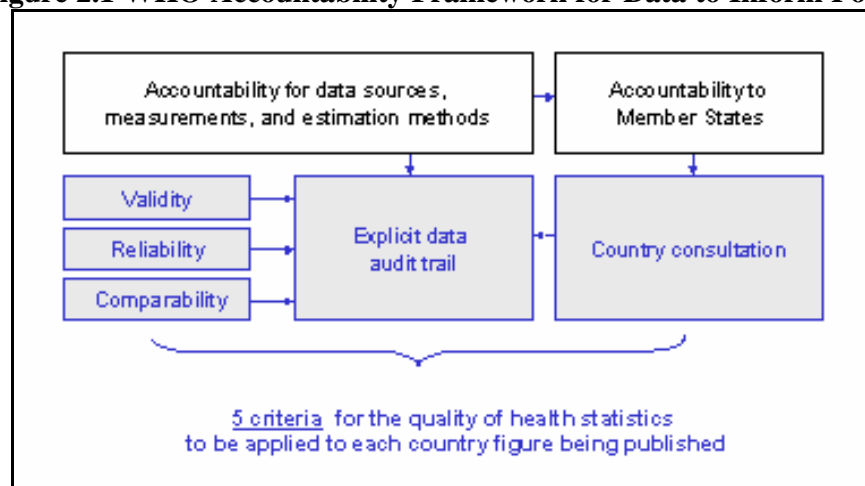 Accountability for data sources,
measurements, and estimation methods
Accountability to
Member States
Validity
Reliability
Comparability
Explicit data
audit trail
Country consultation
5 criteria for the quality of health statistics
to be applied to each country figure being published